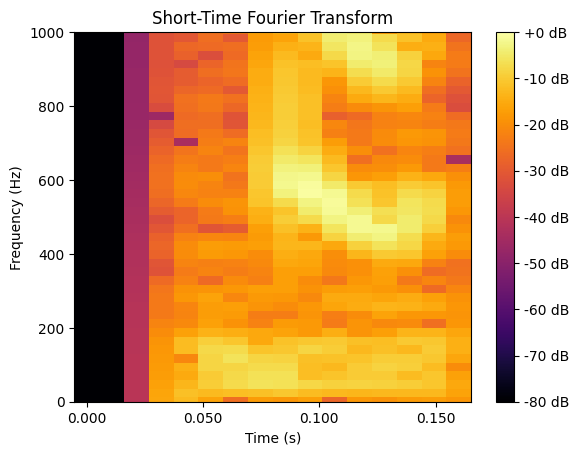 Short-Time Fourier Transform
1000
800
600
400
200
0
Frequency (Hz)
0.000
0.050
0.100
0.150
Time (s)
+0 dB
-10 dB
-20 dB
-30 dB
-40 dB
-50 dB
-60 dB
-70 dB
-80 dB